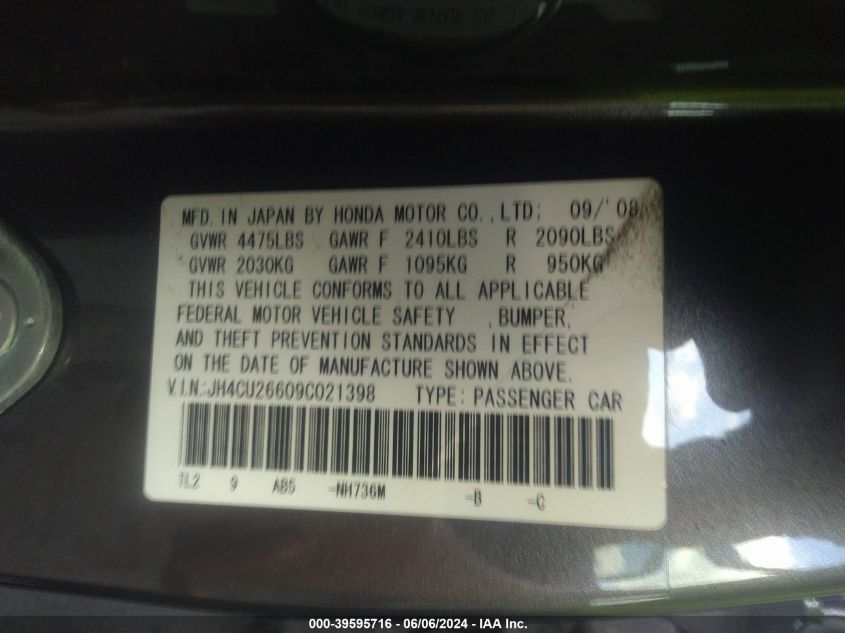 MFD. IN JAPAN BY HONDA MOTOR CO., LTD: 09/'08
GVWR 4475LBS GAWR F 2410LBS R 2090LBS
GVWR 2030KG GAWR F 1095KG R 950KG
THIS VEHICLE CONFORMS TO ALL APPLICABLE
FEDERAL MOTOR VEHICLE SAFETY , BUMPER,
AND THEFT PREVENTION STANDARDS IN EFFECT
ON THE DATE OF MANUFACTURE SHOWN ABOVE.
V.I.N.:JH4CU26609C021398 TYPE: PASSENGER CAR
TL2 9 AB5 -NH736M -B -C
000-39595716 - 06/06/2024 - IAA Inc.